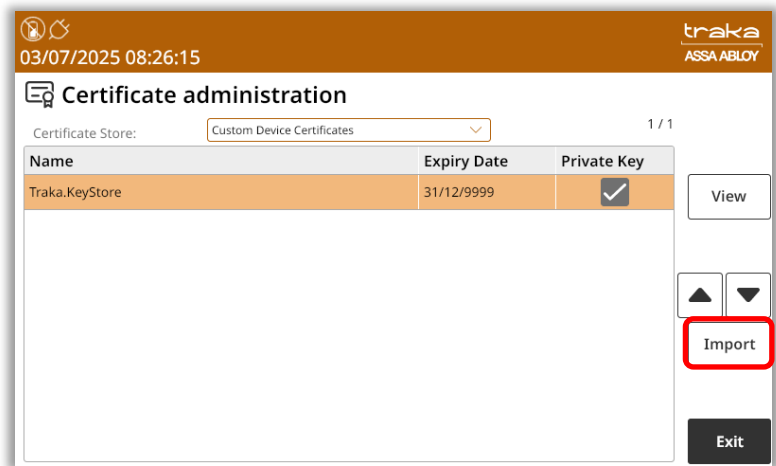 03/07/2025 08:26:15
traka
ASSA ABLOY
Certificate administration
Certificate Store:
Custom Device Certificates
1 / 1
Name Expiry Date Private Key
Traka.KeyStore 31/12/9999
View
Import
Exit